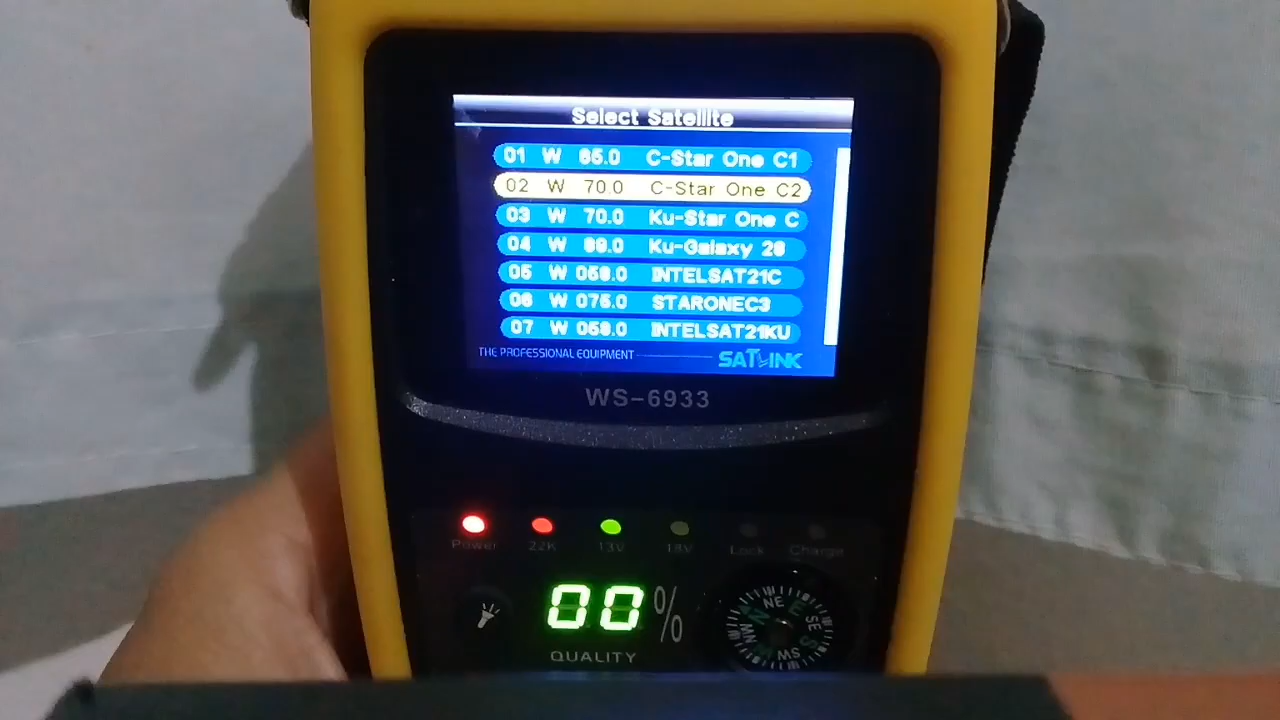 Select Satellite
01 W 65.0 C-Star One C1
02 W 70.0 C-Star One C2
03 W 70.0 Ku-Star One C
04 W 89.0 Ku-Galaxy 28
05 W 058.0 INTELSAT21C
06 W 075.0 STARONEC3
07 W 058.0 INTELSAT21KU
THE PROFESSIONAL EQUIPMENT SATLINK
WS-6933
Power 22K 13V 18V Lock Charge
00 %
QUALITY
N NE E SE S SW W NW